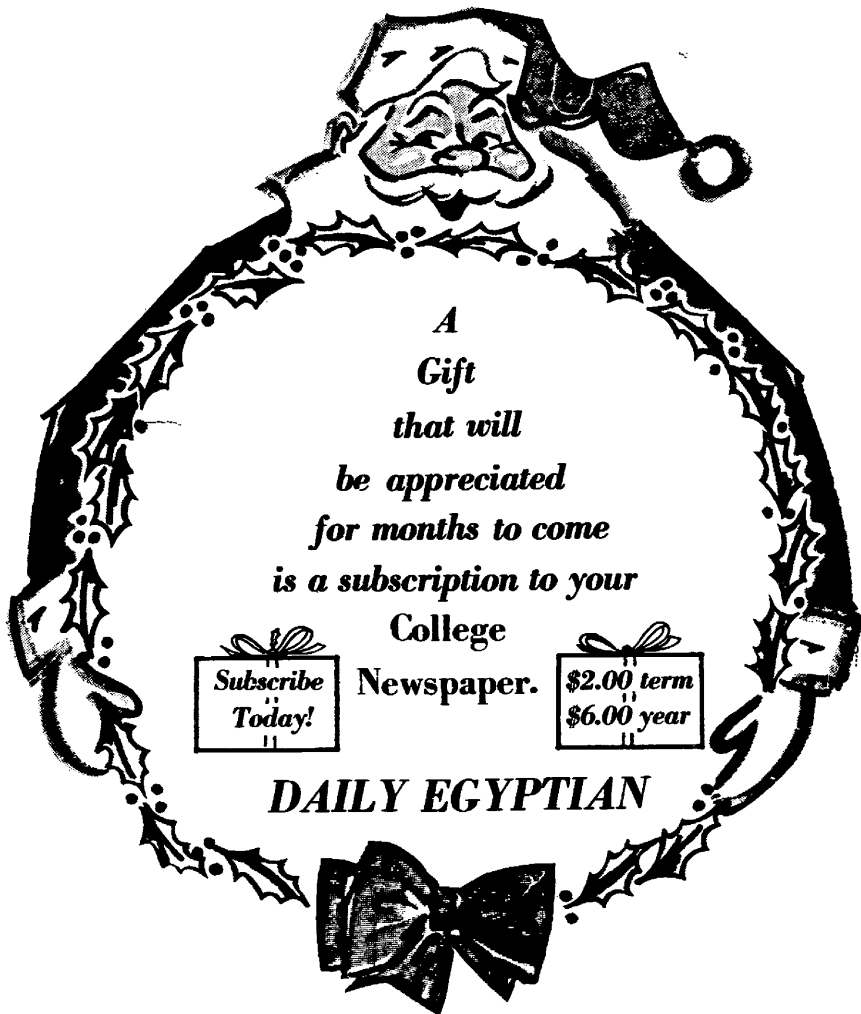 A
Gift
that will
be appreciated
for months to come
is a subscription to your
College
Newspaper.
Subscribe
Today!
$2.00 term
$6.00 year
DAILY EGYPTIAN